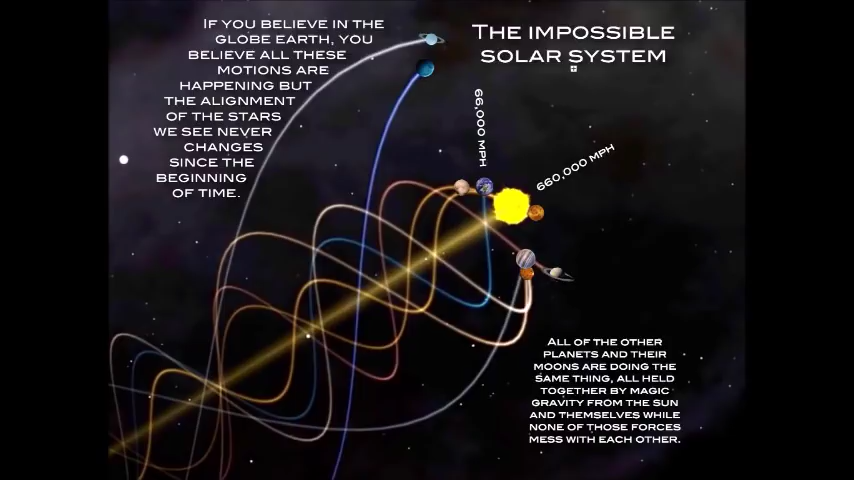 IF YOU BELIEVE IN THE
GLOBE EARTH, YOU
BELIEVE ALL THESE
MOTIONS ARE
HAPPENING BUT
THE ALIGNMENT
OF THE STARS
WE SEE NEVER
CHANGES
SINCE THE
BEGINNING
OF TIME.
THE IMPOSSIBLE
SOLAR SYSTEM
66,000 MPH
660,000 MPH
ALL OF THE OTHER
PLANETS AND THEIR
MOONS ARE DOING THE
SAME THING, ALL HELD
TOGETHER BY MAGIC
GRAVITY FROM THE SUN
AND THEMSELVES WHILE
NONE OF THOSE FORCES
MESS WITH EACH OTHER.